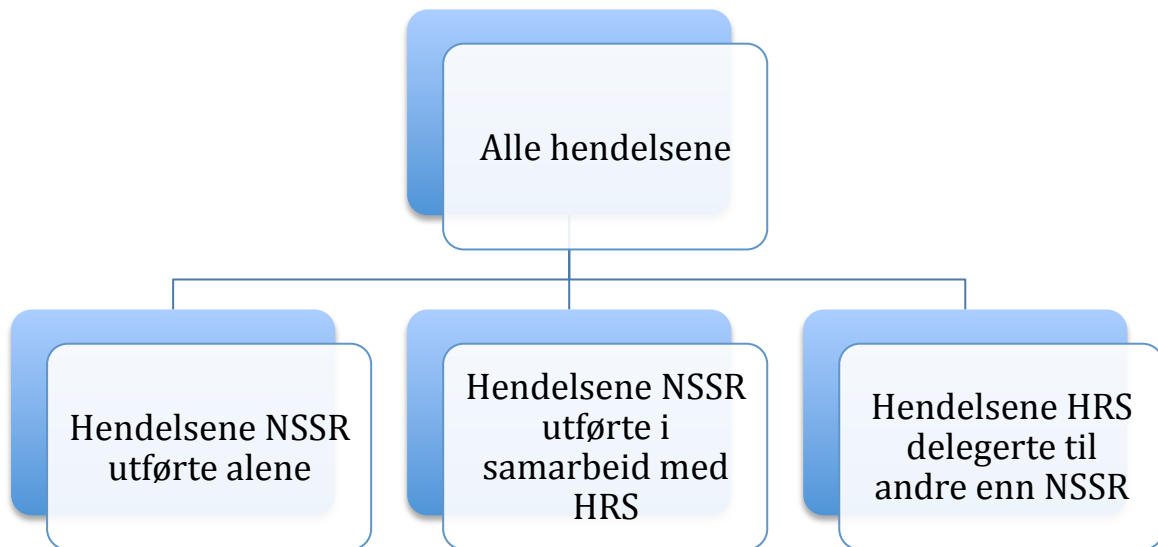 Alle hendelsene
Hendelsene NSSR
utførte alene
Hendelsene NSSR
utførte i
samarbeid med
HRS
Hendelsene HRS
delegerte til
andre enn NSSR